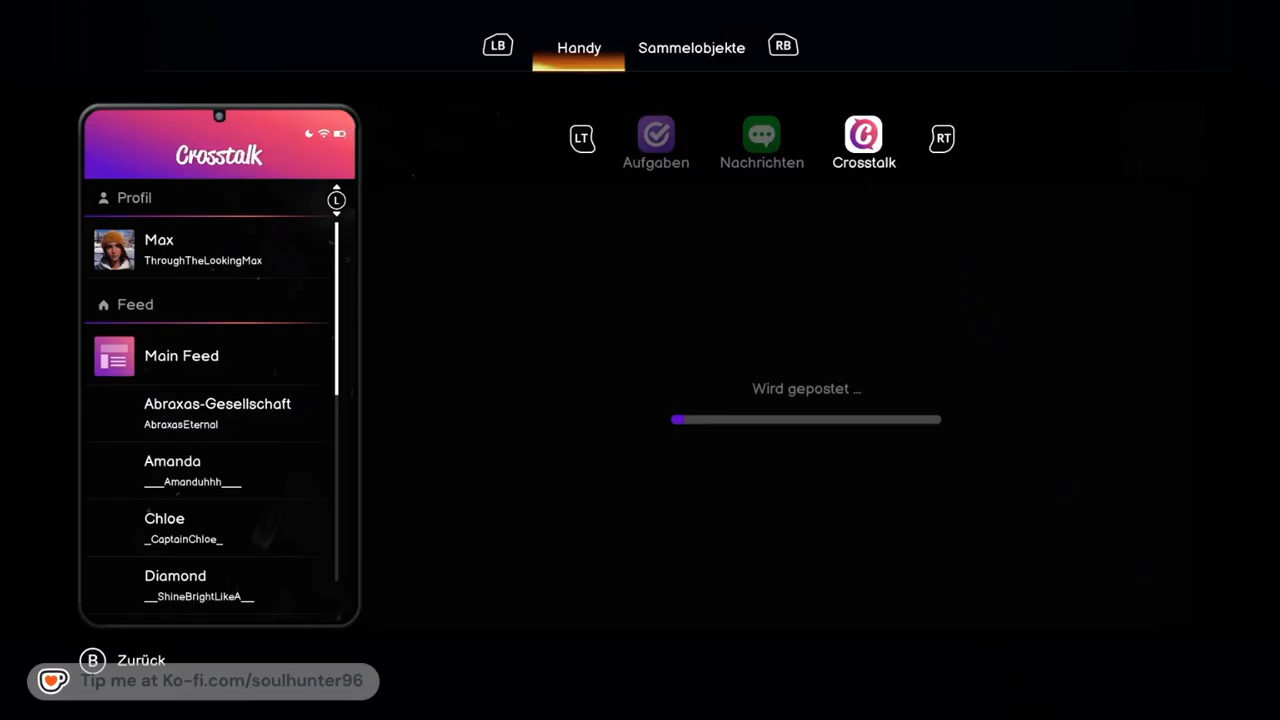 LB
Handy
Sammelobjekte
RB
Crosstalk
LT
Aufgaben
Nachrichten
C
Crosstalk
RT
Profil
L
Max
ThroughTheLookingMax
Feed
Main Feed
Abraxas-Gesellschaft
AbraxasEternal
Amanda
___Amanduhhh___
Chloe
_CaptainChloe_
Diamond
__ShineBrightLikeA__
Wird gepostet ...
B
Zurück
Tip me at Ko-fi.com/soulhunter96